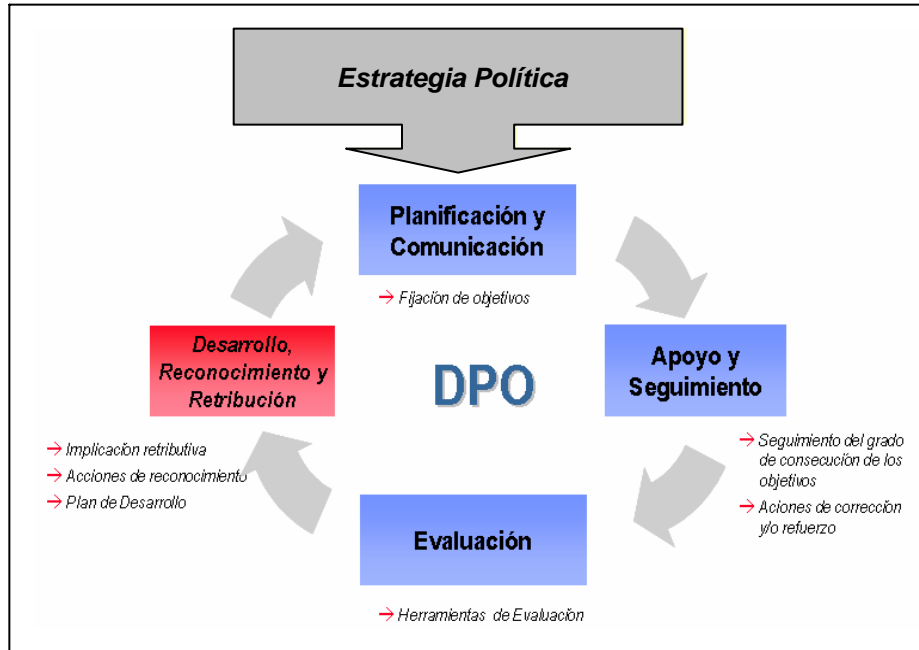 Estrategia Política
Planificación y
Comunicación
→ Fijación de objetivos
Desarrollo,
Reconocimiento y
Retribución
DPO
Apoyo y
Seguimiento
→ Implicación retributiva
→ Acciones de reconocimiento
→ Plan de Desarrollo
→ Seguimiento del grado
de consecución de los
objetivos
→ Aciones de corrección
y/o refuerzo
Evaluación
→ Herramientas de Evaluación